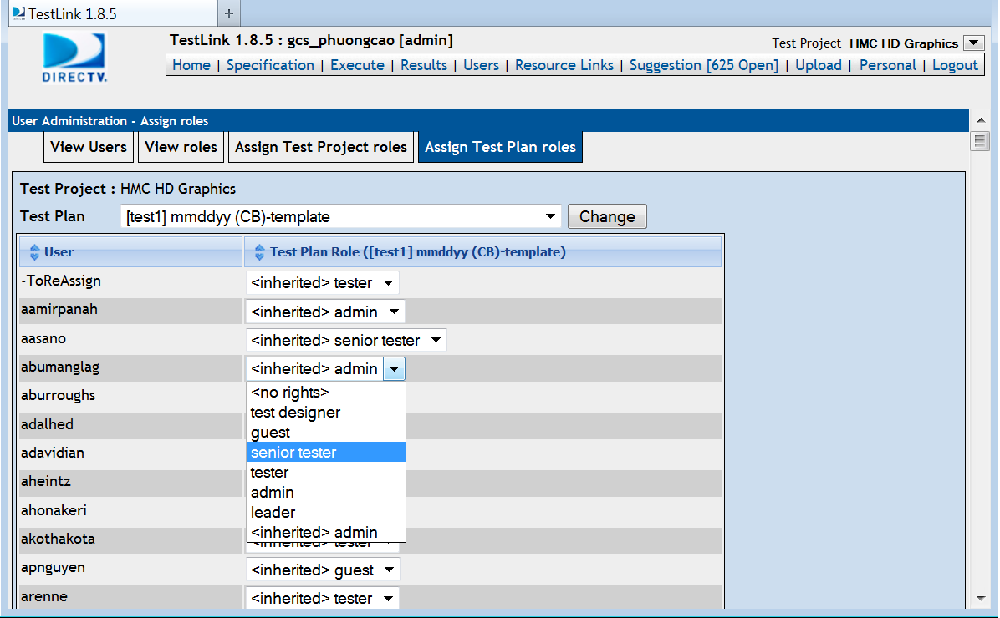 TestLink 1.8.5
+
TestLink 1.8.5 : gcs_phuongcao [admin]
Test Project HMC HD Graphics
DIRECTV.
Home | Specification | Execute | Results | Users | Resource Links | Suggestion [625 Open] | Upload | Personal | Logout
User Administration - Assign roles
View Users View roles Assign Test Project roles Assign Test Plan roles
Test Project : HMC HD Graphics
Test Plan [test1] mmddyy (CB)-template Change
User Test Plan Role ([test1] mmddyy (CB)-template)
-ToReAssign <inherited> tester
aamirpanah <inherited> admin
aasano <inherited> senior tester
abumanglag <inherited> admin
<no rights>
aburroughs
test designer
adalhed
guest
adavidian
senior tester
tester
aheintz
admin
ahonakeri
leader
<inherited> admin
akothakota <inherited> tester
apnguyen <inherited> guest
arenne <inherited> tester